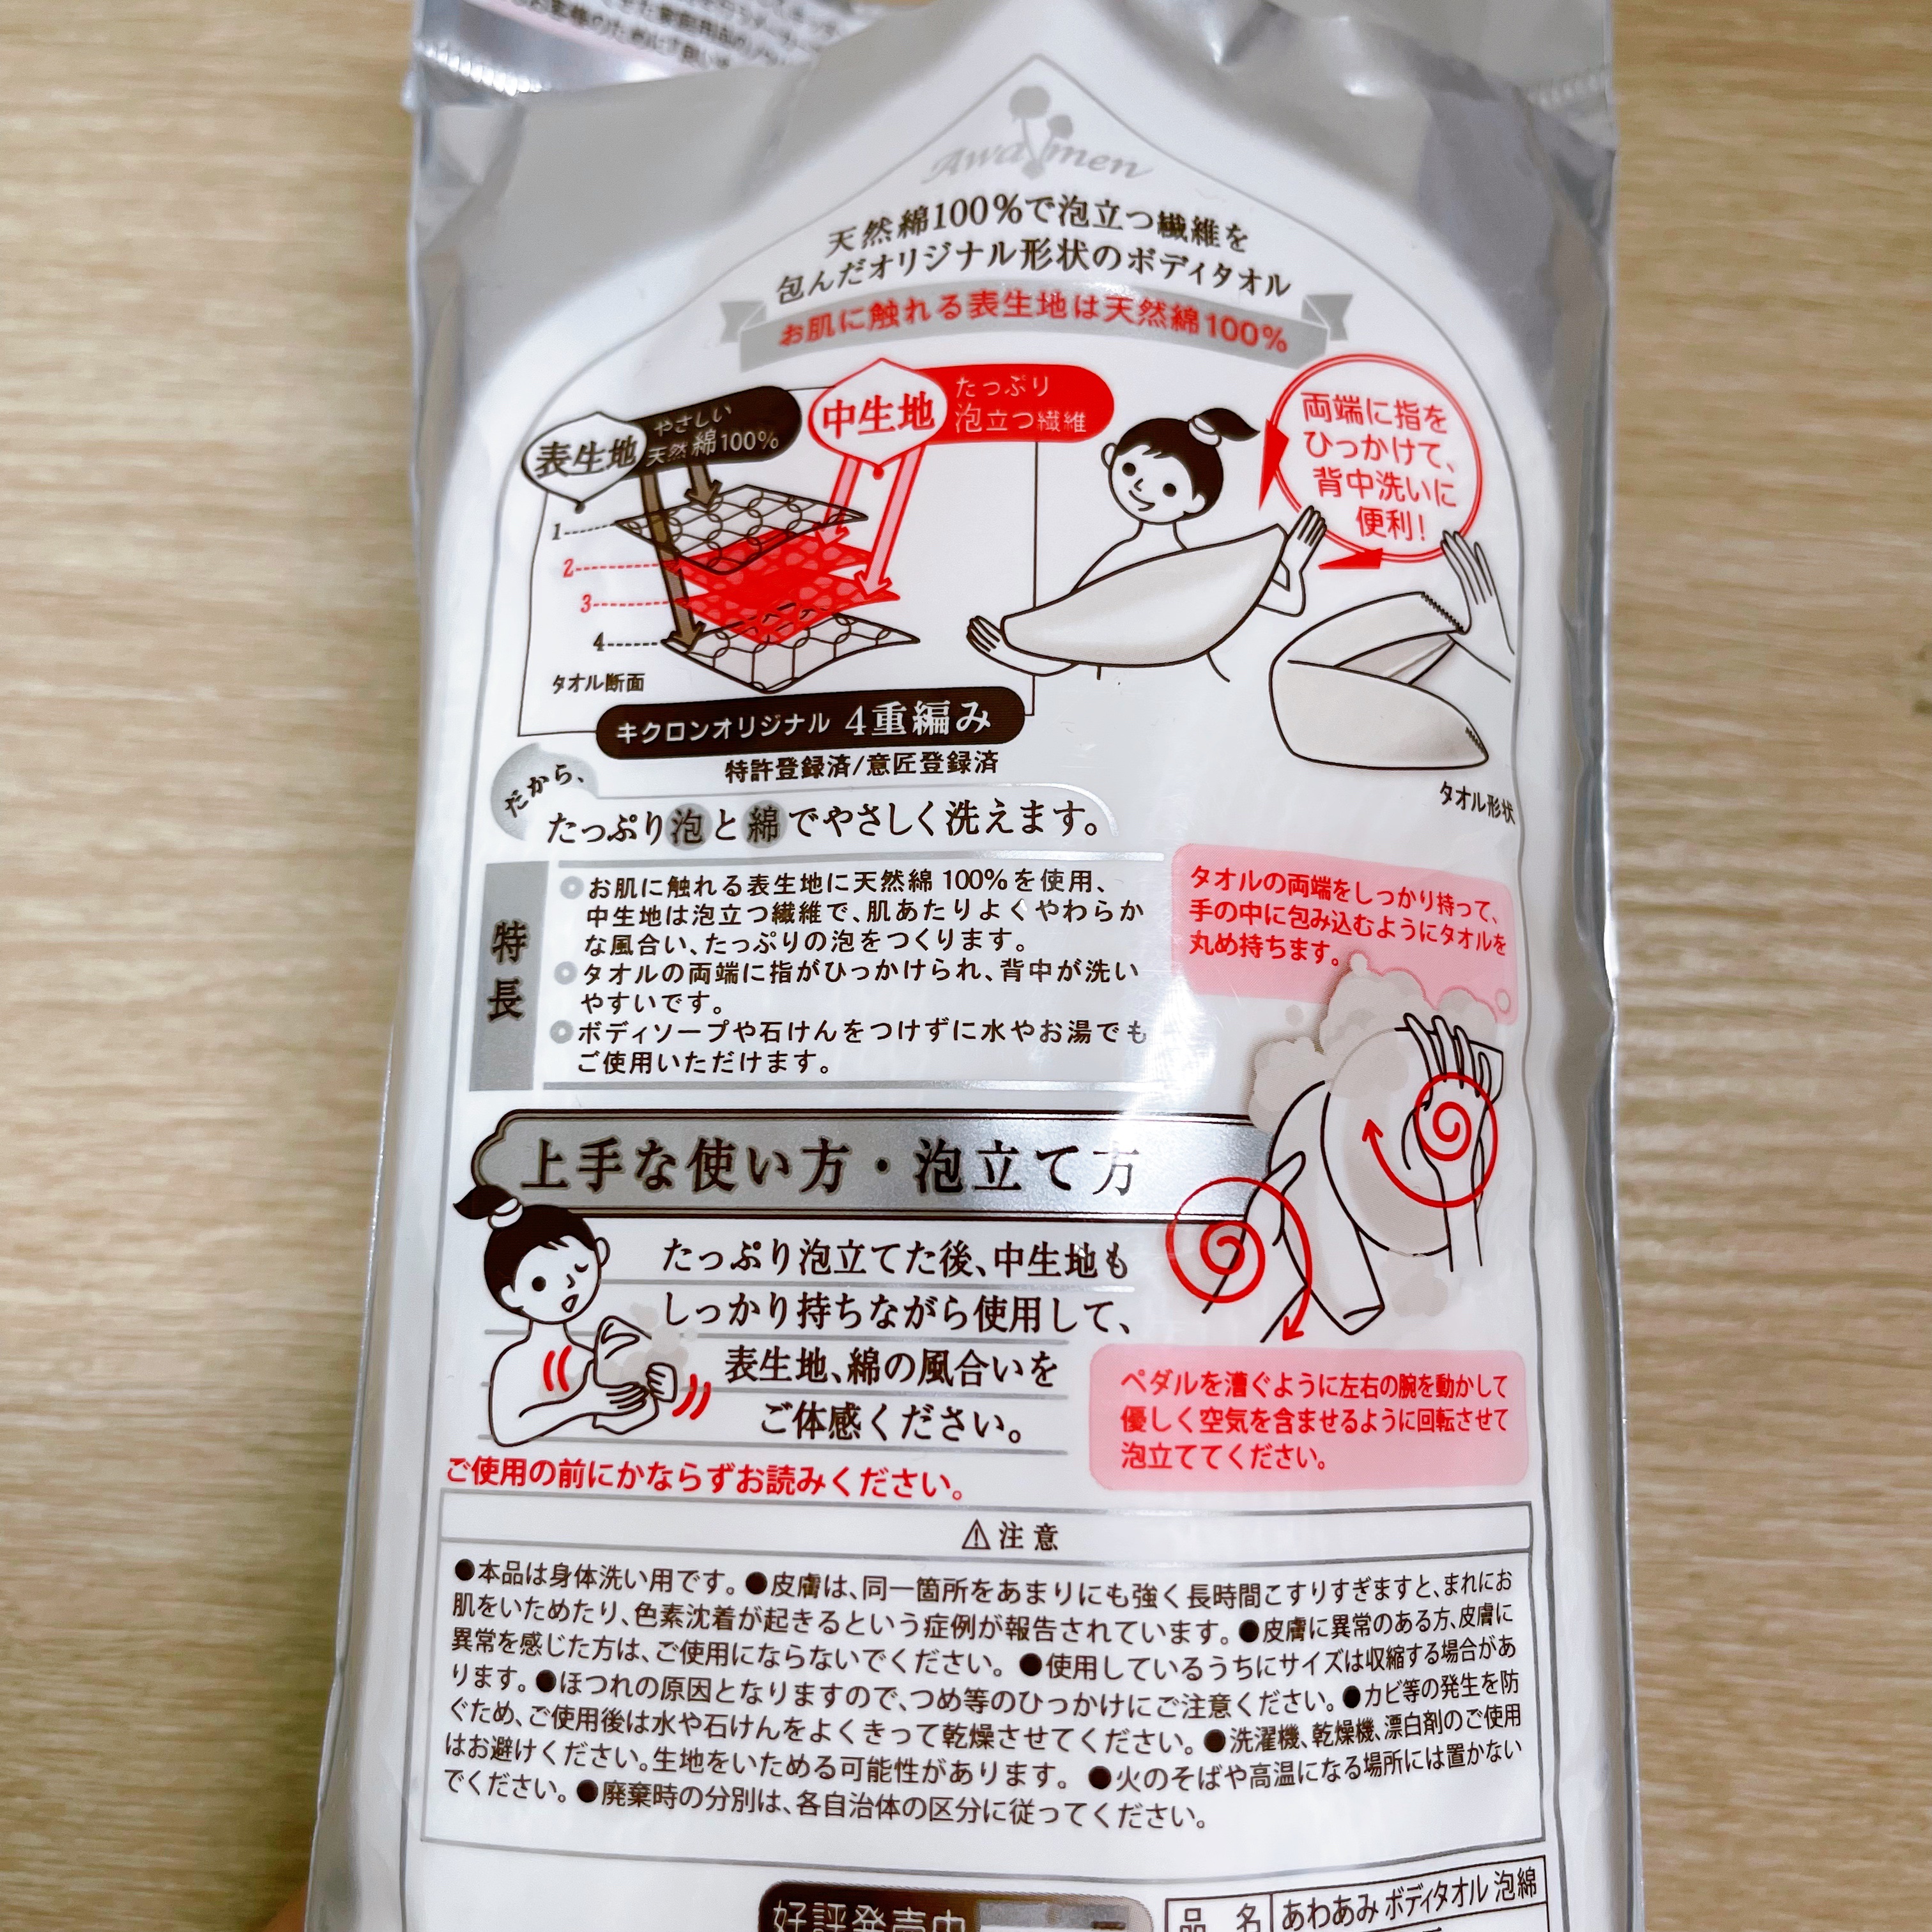 Awa men
天然綿100%で泡立つ繊維を
包んだオリジナル形状のボディタオル
お肌に触れる表生地は天然綿100%
表生地
やさしい
天然綿100%
中生地
たっぷり
泡立つ繊維
両端に指を
ひっかけて、
背中洗いに
便利!
1
2
3
4
タオル断面
キクロンオリジナル 4重編み
特許登録済/意匠登録済
タオル形状
だから、
たっぷり泡と綿でやさしく洗えます。
特長
お肌に触れる表生地に天然綿100%を使用、
中生地は泡立つ繊維で、肌あたりよくやわらか
な風合い、たっぷりの泡をつくります。
タオルの両端に指がひっかけられ、背中が洗い
やすいです。
ボディソープや石けんをつけずに水やお湯でも
ご使用いただけます。
タオルの両端をしっかり持って、
手の中に包み込むようにタオルを
丸め持ちます。
上手な使い方・泡立て方
たっぷり泡立てた後、中生地も
しっかり持ちながら使用して、
表生地、綿の風合いを
ご体感ください。
ペダルを漕ぐように左右の腕を動かして
優しく空気を含ませるように回転させて
泡立ててください。
ご使用の前にかならずお読みください。
⚠注意
●本品は身体洗い用です。●皮膚は、同一箇所をあまりにも強く長時間こすりすぎますと、まれにお
肌をいためたり、色素沈着が起きるという症例が報告されています。●皮膚に異常のある方、皮膚に
異常を感じた方は、ご使用にならないでください。●使用しているうちにサイズは収縮する場合があ
ります。●ほつれの原因となりますので、つめ等のひっかけにご注意ください。●カビ等の発生を防
ぐため、ご使用後は水や石けんをよくきって乾燥させてください。●洗濯機、乾燥機、漂白剤のご使用
はお避けください。生地をいためる可能性があります。●火のそばや高温になる場所には置かない
でください。●廃棄時の分別は、各自治体の区分に従ってください。
好評発売中
品名 あわあみ ボディタオル 泡綿